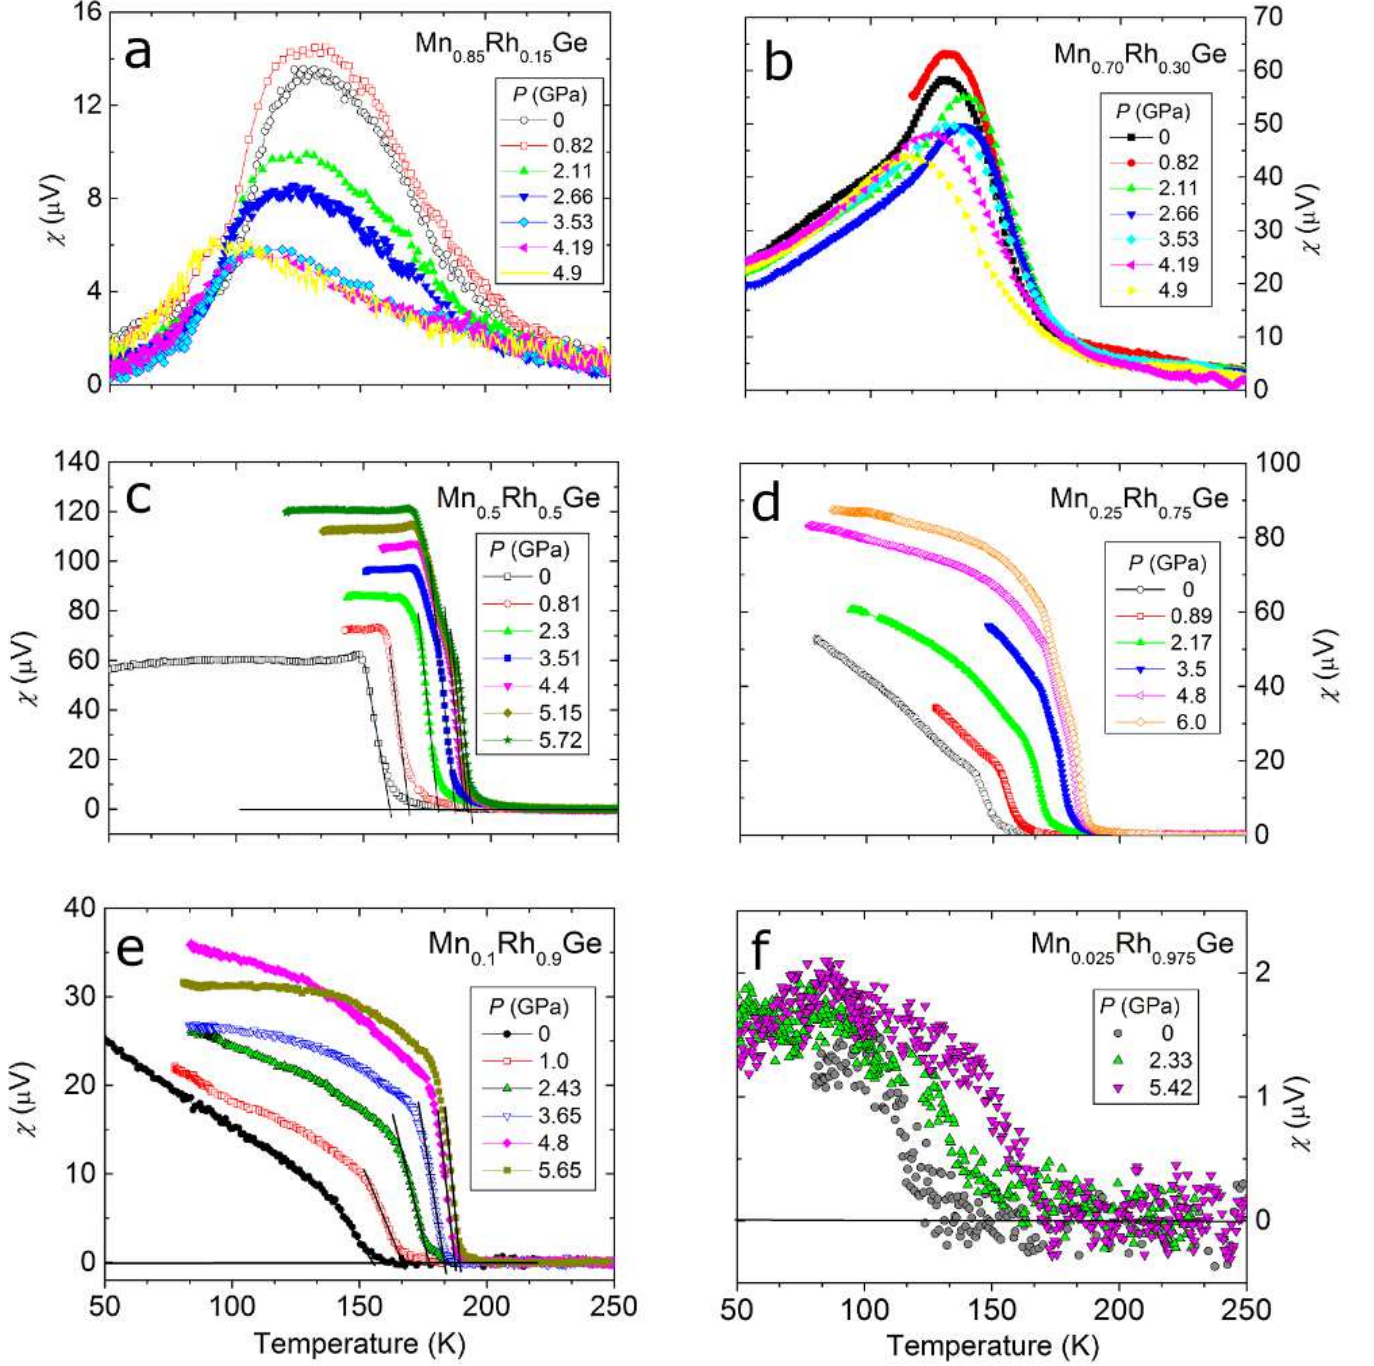 a
Mn0.85Rh0.15Ge
P (GPa)
0
0.82
2.11
2.66
3.53
4.19
4.9
16
12
8
4
0
χ (μV)
b
Mn0.70Rh0.30Ge
P (GPa)
0
0.82
2.11
2.66
3.53
4.19
4.9
70
60
50
40
30
20
10
0
χ (μV)
c
Mn0.5Rh0.5Ge
P (GPa)
0
0.81
2.3
3.51
4.4
5.15
5.72
140
120
100
80
60
40
20
0
χ (μV)
d
Mn0.25Rh0.75Ge
P (GPa)
0
0.89
2.17
3.5
4.8
6.0
100
80
60
40
20
0
χ (μV)
e
Mn0.1Rh0.9Ge
P (GPa)
0
1.0
2.43
3.65
4.8
5.65
40
30
20
10
0
χ (μV)
50 100 150 200 250
Temperature (K)
f
Mn0.025Rh0.975Ge
P (GPa)
0
2.33
5.42
2
1
0
χ (μV)
50 100 150 200 250
Temperature (K)